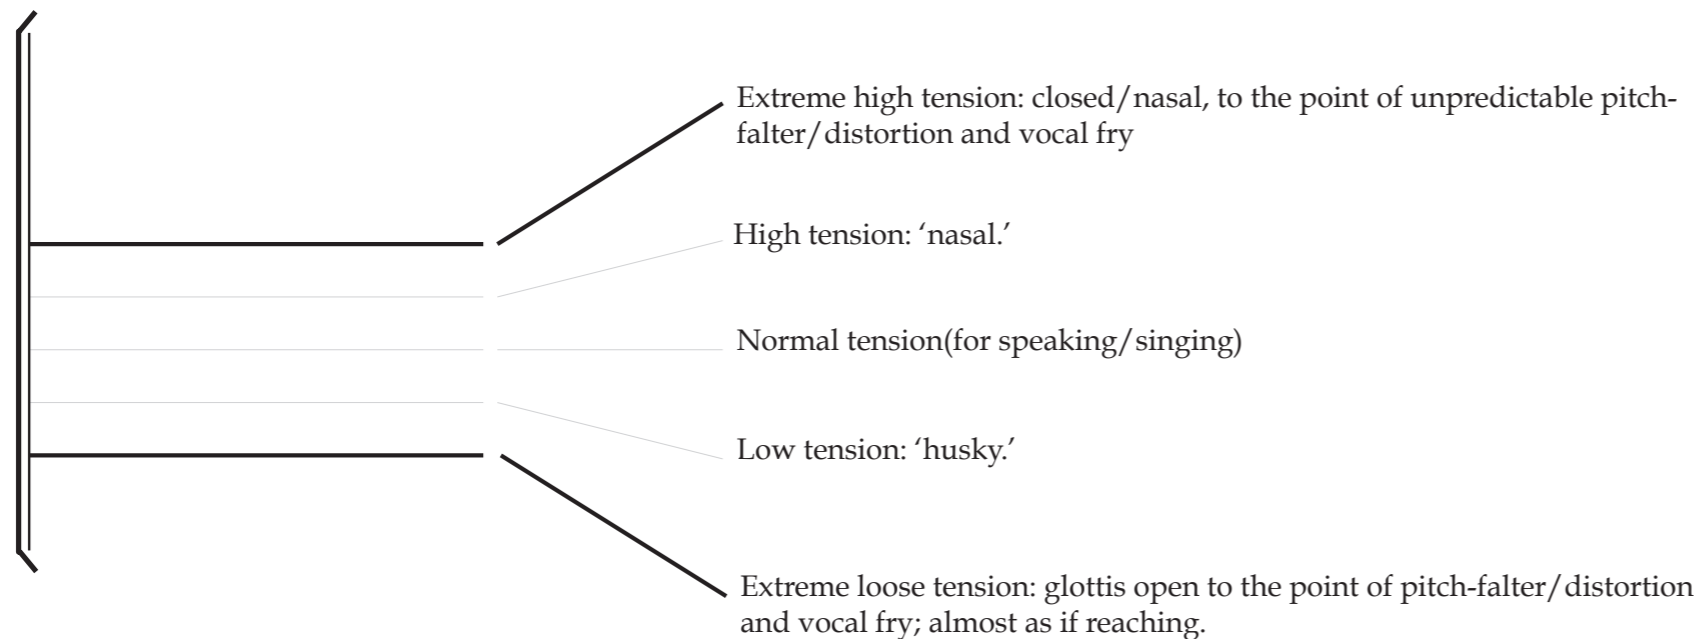 Extreme high tension: closed/nasal, to the point of unpredictable pitch-
falter/distortion and vocal fry
High tension: ‘nasal.’
Normal tension(for speaking/singing)
Low tension: ‘husky.’
Extreme loose tension: glottis open to the point of pitch-falter/distortion
and vocal fry; almost as if reaching.